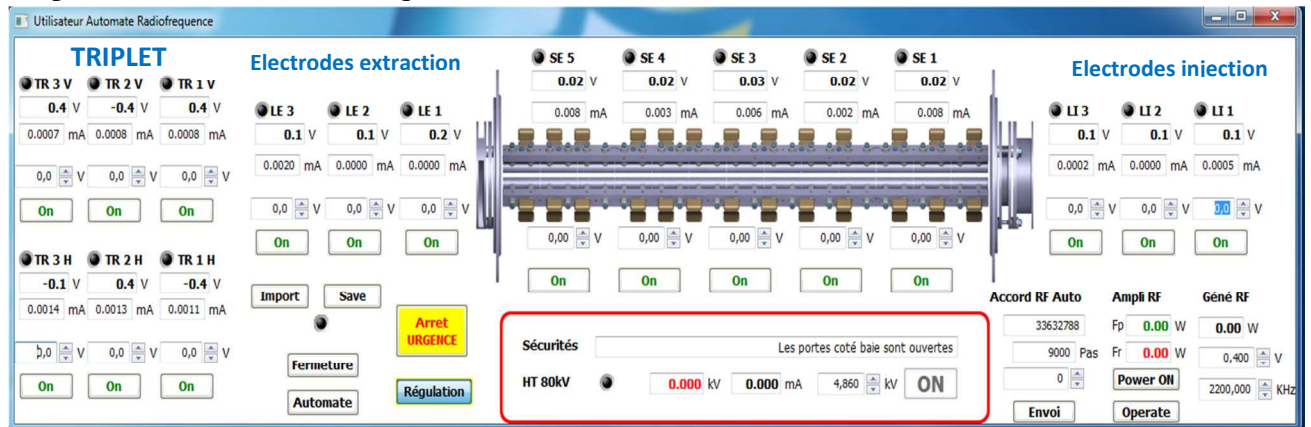 Utilisateur Automate Radiofrequence
TRIPLET
TR 3 V TR 2 V TR 1 V
0.4 V -0.4 V 0.4 V
0.0007 mA 0.0008 mA 0.0008 mA
0,0 V 0,0 V 0,0 V
On On On
TR 3 H TR 2 H TR 1 H
-0.1 V 0.4 V -0.4 V
0.0014 mA 0.0013 mA 0.0011 mA
0,0 V 0,0 V 0,0 V
On On On
Electrodes extraction
LE 3 LE 2 LE 1
0.1 V 0.1 V 0.2 V
0.0020 mA 0.0000 mA 0.0000 mA
0,0 V 0,0 V 0,0 V
On On On
Import Save
Arret
URGENCE
Fermeture
Automate
Régulation
SE 5 SE 4 SE 3 SE 2 SE 1
0.02 V 0.02 V 0.03 V 0.02 V 0.02 V
0.008 mA 0.003 mA 0.006 mA 0.002 mA 0.008 mA
0,00 V 0,00 V 0,00 V 0,00 V 0,00 V
On On On On On
Sécurités Les portes coté baie sont ouvertes
HT 80kV 0.000 kV 0.000 mA 4,860 kV ON
Electrodes injection
LI 3 LI 2 LI 1
0.1 V 0.1 V 0.1 V
0.0002 mA 0.0000 mA 0.0005 mA
0,0 V 0,0 V 0,0 V
On On On
Accord RF Auto Ampli RF Géné RF
33632788 Fp 0.00 W 0.00 W
9000 Pas Fr 0.00 W 0,400 V
0 Power ON 2200,000 KHz
Envoi Operate